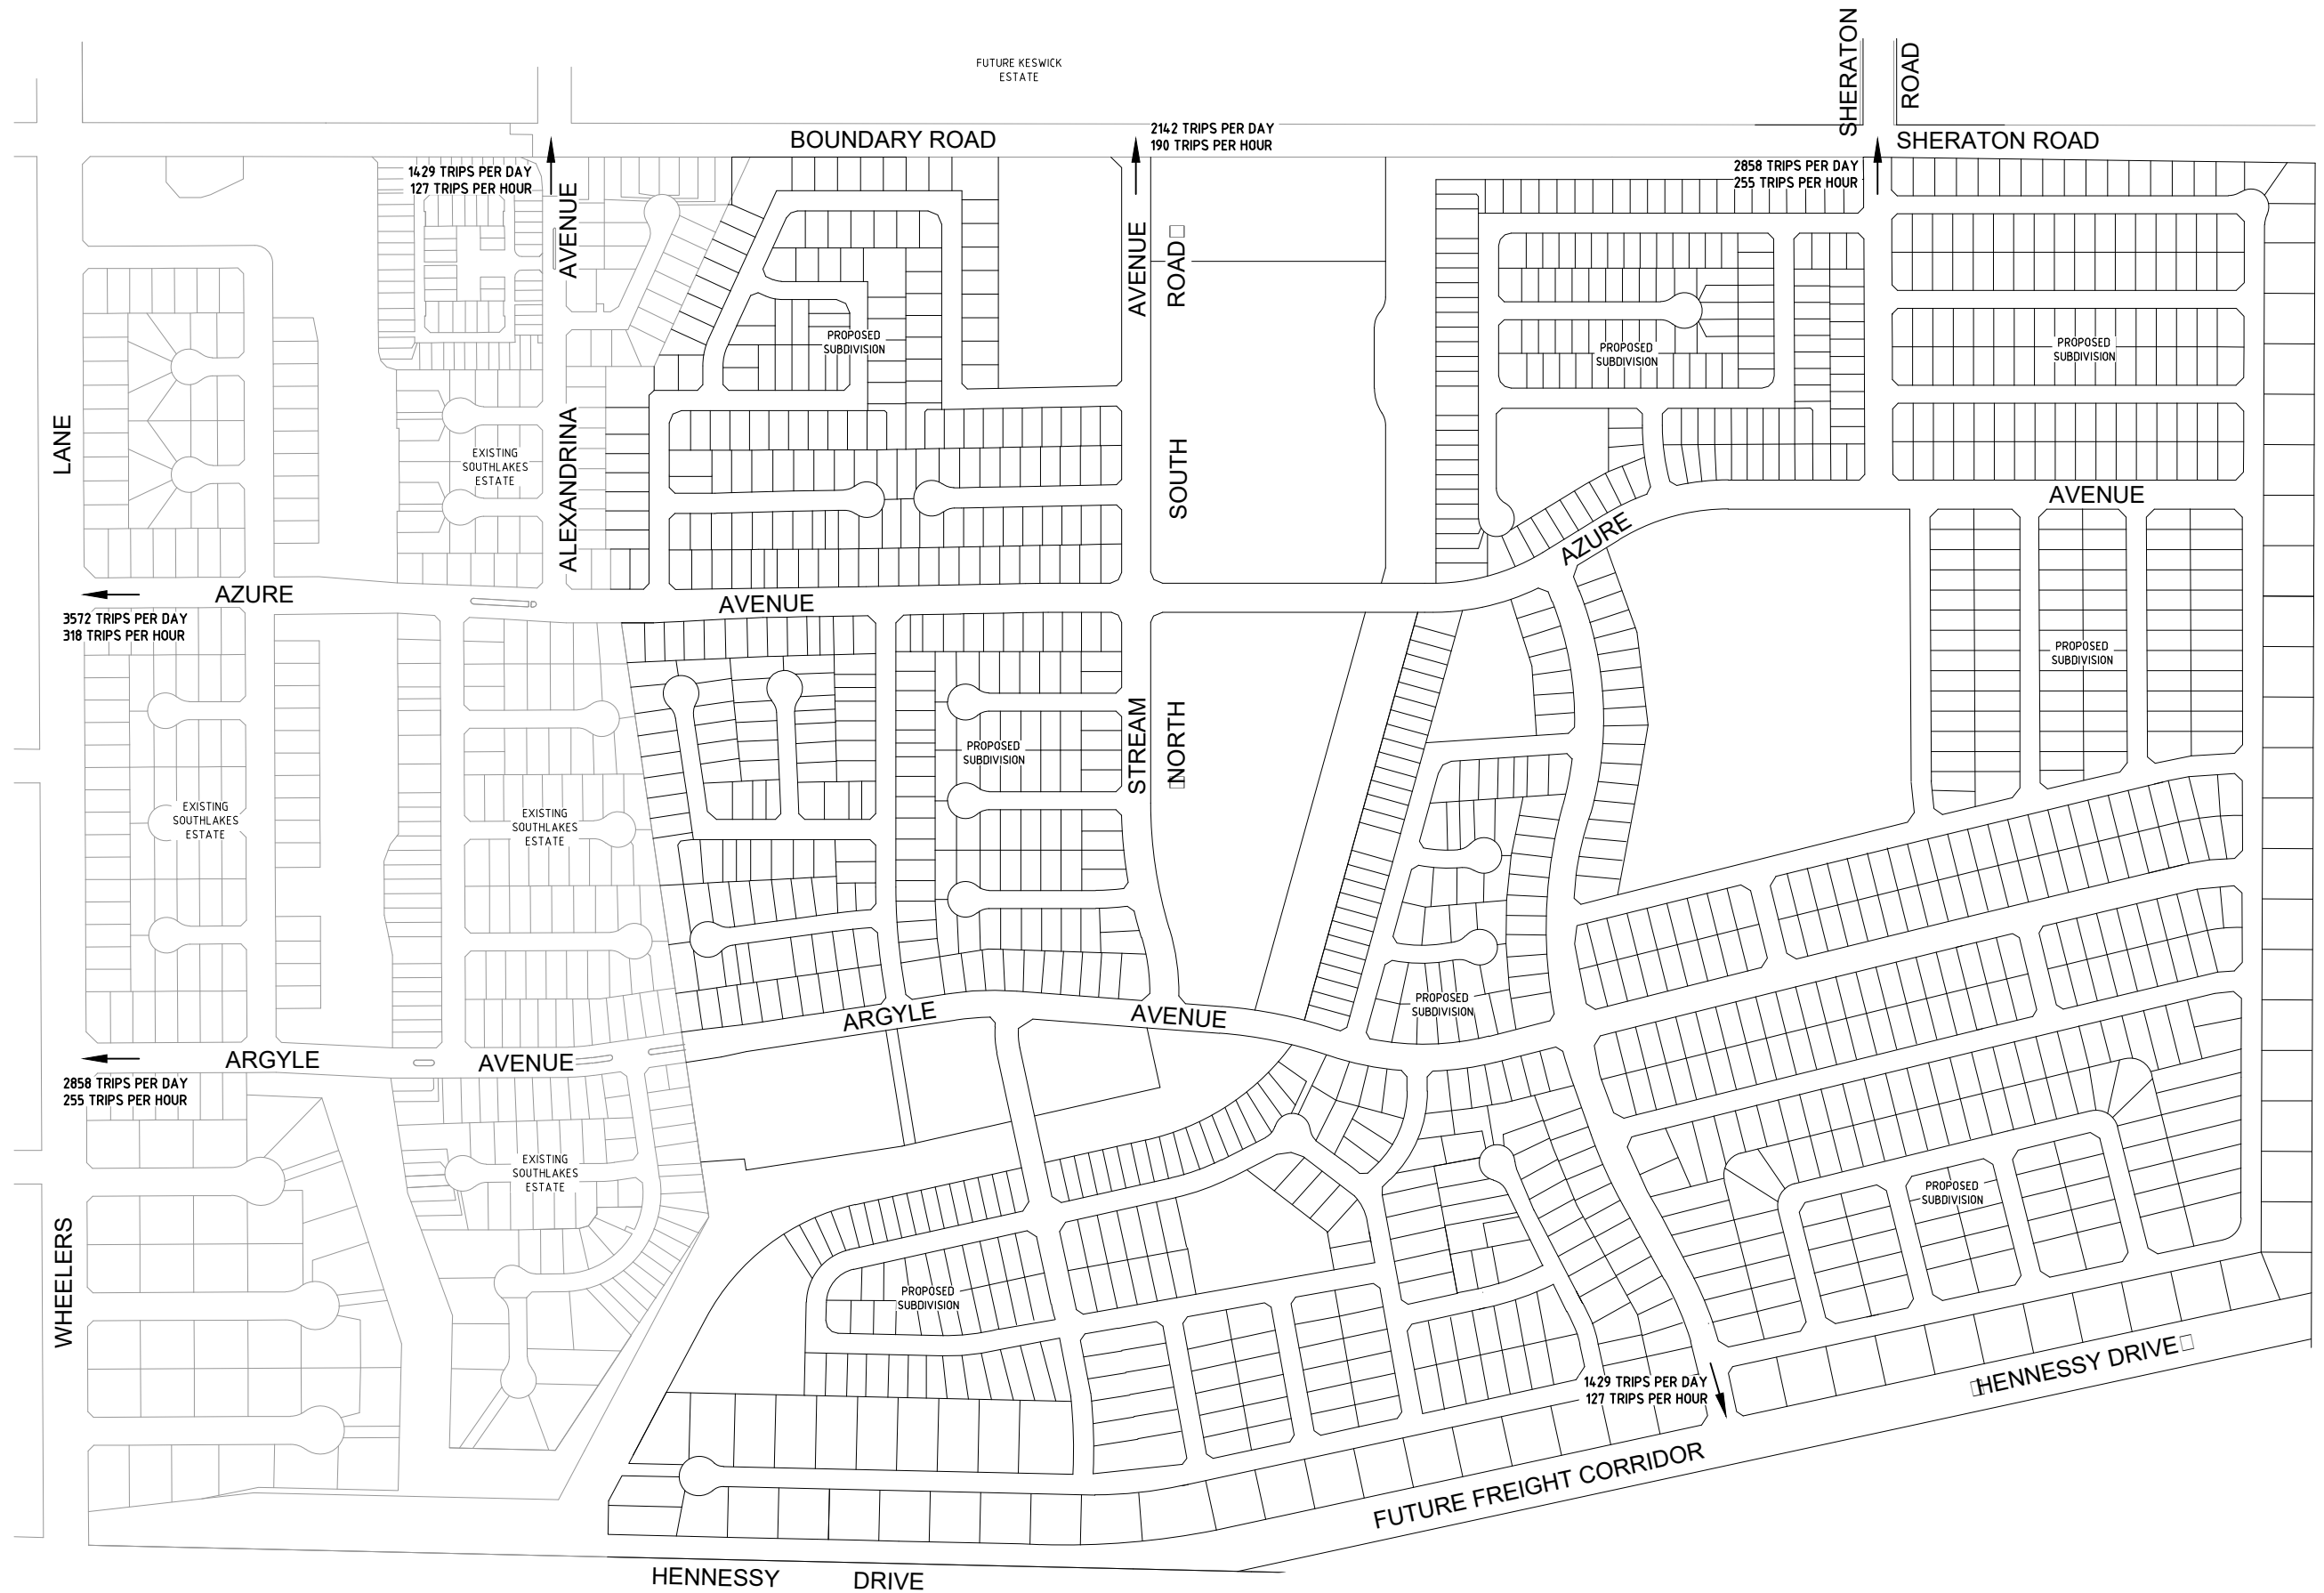 FUTURE KESWICK
ESTATE
SHERATON
ROAD
BOUNDARY ROAD
2142 TRIPS PER DAY
190 TRIPS PER HOUR
SHERATON ROAD
1429 TRIPS PER DAY
127 TRIPS PER HOUR
2858 TRIPS PER DAY
255 TRIPS PER HOUR
AVENUE
AVENUE
ROAD
PROPOSED
SUBDIVISION
PROPOSED
SUBDIVISION
PROPOSED
SUBDIVISION
LANE
EXISTING
SOUTHLAKES
ESTATE
ALEXANDRINA
SOUTH
AVENUE
AZURE
AZURE
AVENUE
3572 TRIPS PER DAY
318 TRIPS PER HOUR
PROPOSED
SUBDIVISION
STREAM
NORTH
PROPOSED
SUBDIVISION
EXISTING
SOUTHLAKES
ESTATE
EXISTING
SOUTHLAKES
ESTATE
PROPOSED
SUBDIVISION
ARGYLE
AVENUE
ARGYLE
AVENUE
2858 TRIPS PER DAY
255 TRIPS PER HOUR
EXISTING
SOUTHLAKES
ESTATE
PROPOSED
SUBDIVISION
WHEELERS
PROPOSED
SUBDIVISION
1429 TRIPS PER DAY
127 TRIPS PER HOUR
HENNESSY DRIVE
FUTURE FREIGHT CORRIDOR
HENNESSY DRIVE